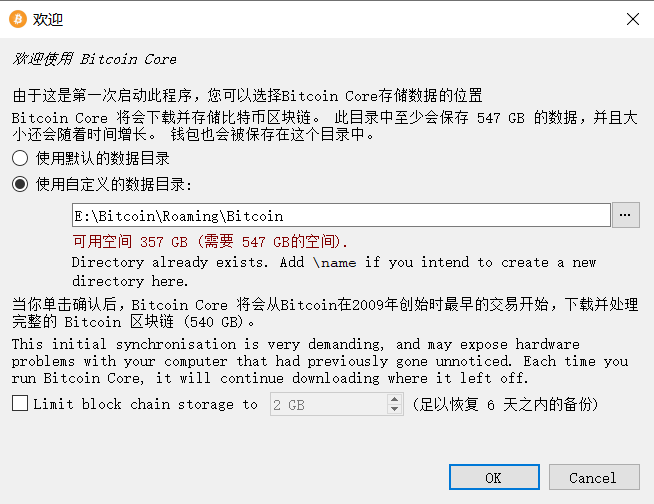 欢迎
欢迎使用 Bitcoin Core
由于这是第一次启动此程序，您可以选择Bitcoin Core存储数据的位置
Bitcoin Core 将会下载并存储比特币区块链。 此目录中至少会保存 547 GB 的数据，并且大
小还会随着时间增长。 钱包也会被保存在这个目录中。
使用默认的数据目录
使用自定义的数据目录:
E:\Bitcoin\Roaming\Bitcoin
...
可用空间 357 GB (需要 547 GB的空间).
Directory already exists. Add \name if you intend to create a new
directory here.
当你单击确认后，Bitcoin Core 将会从Bitcoin在2009年创始时最早的交易开始，下载并处理
完整的 Bitcoin 区块链 (540 GB)。
This initial synchronisation is very demanding, and may expose hardware
problems with your computer that had previously gone unnoticed. Each time you
run Bitcoin Core, it will continue downloading where it left off.
Limit block chain storage to 2 GB (足以恢复 6 天之内的备份)
OK Cancel